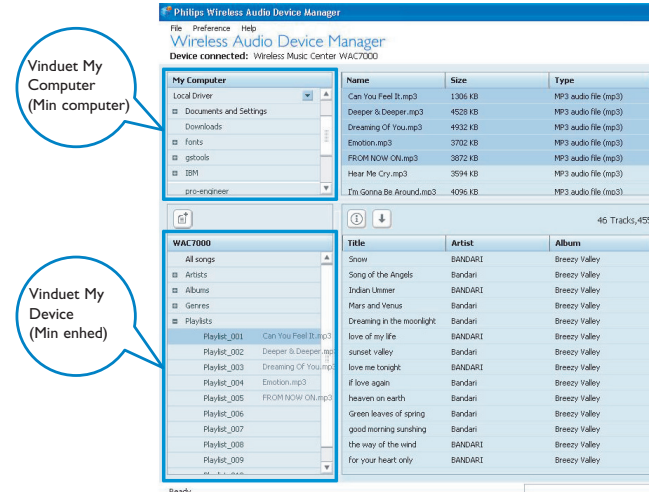 Philips Wireless Audio Device Manager
File Preference Help
Wireless Audio Device Manager
Device connected: Wireless Music Center WAC7000
Vinduet My
Computer
(Min computer)
My Computer
Local Driver
Documents and Settings
Downloads
fonts
gstools
IBM
pro-engineer
Name Size Type
Can You Feel It.mp3 1306 KB MP3 audio file (mp3)
Deeper & Deeper.mp3 4528 KB MP3 audio file (mp3)
Dreaming Of You.mp3 4932 KB MP3 audio file (mp3)
Emotion.mp3 3702 KB MP3 audio file (mp3)
FROM NOW ON.mp3 3872 KB MP3 audio file (mp3)
Hear Me Cry.mp3 3594 KB MP3 audio file (mp3)
I'm Gonna Be Around.mp3 4096 KB MP3 audio file (mp3)
46 Tracks,455
Vinduet My
Device
(Min enhed)
WAC7000
All songs
Artists
Albums
Genres
Playlists
Playlist_001 Can You Feel It.mp3
Playlist_002 Deeper & Deeper.mp3
Playlist_003 Dreaming Of You.mp3
Playlist_004 Emotion.mp3
Playlist_005 FROM NOW ON.mp3
Playlist_006
Playlist_007
Playlist_008
Playlist_009
Title Artist Album
Snow BANDARI Breezy Valley
Song of the Angels Bandari Breezy Valley
Indian Ummer BANDARI Breezy Valley
Mars and Venus Bandari Breezy Valley
Dreaming in the moonlight Bandari Breezy Valley
love of my life BANDARI Breezy Valley
sunset valley Bandari Breezy Valley
love me tonight BANDARI Breezy Valley
if love again Bandari Breezy Valley
heaven on earth Bandari Breezy Valley
Green leaves of spring Bandari Breezy Valley
good morning sunshing Bandari Breezy Valley
the way of the wind BANDARI Breezy Valley
for your heart only BANDARI Breezy Valley
Ready